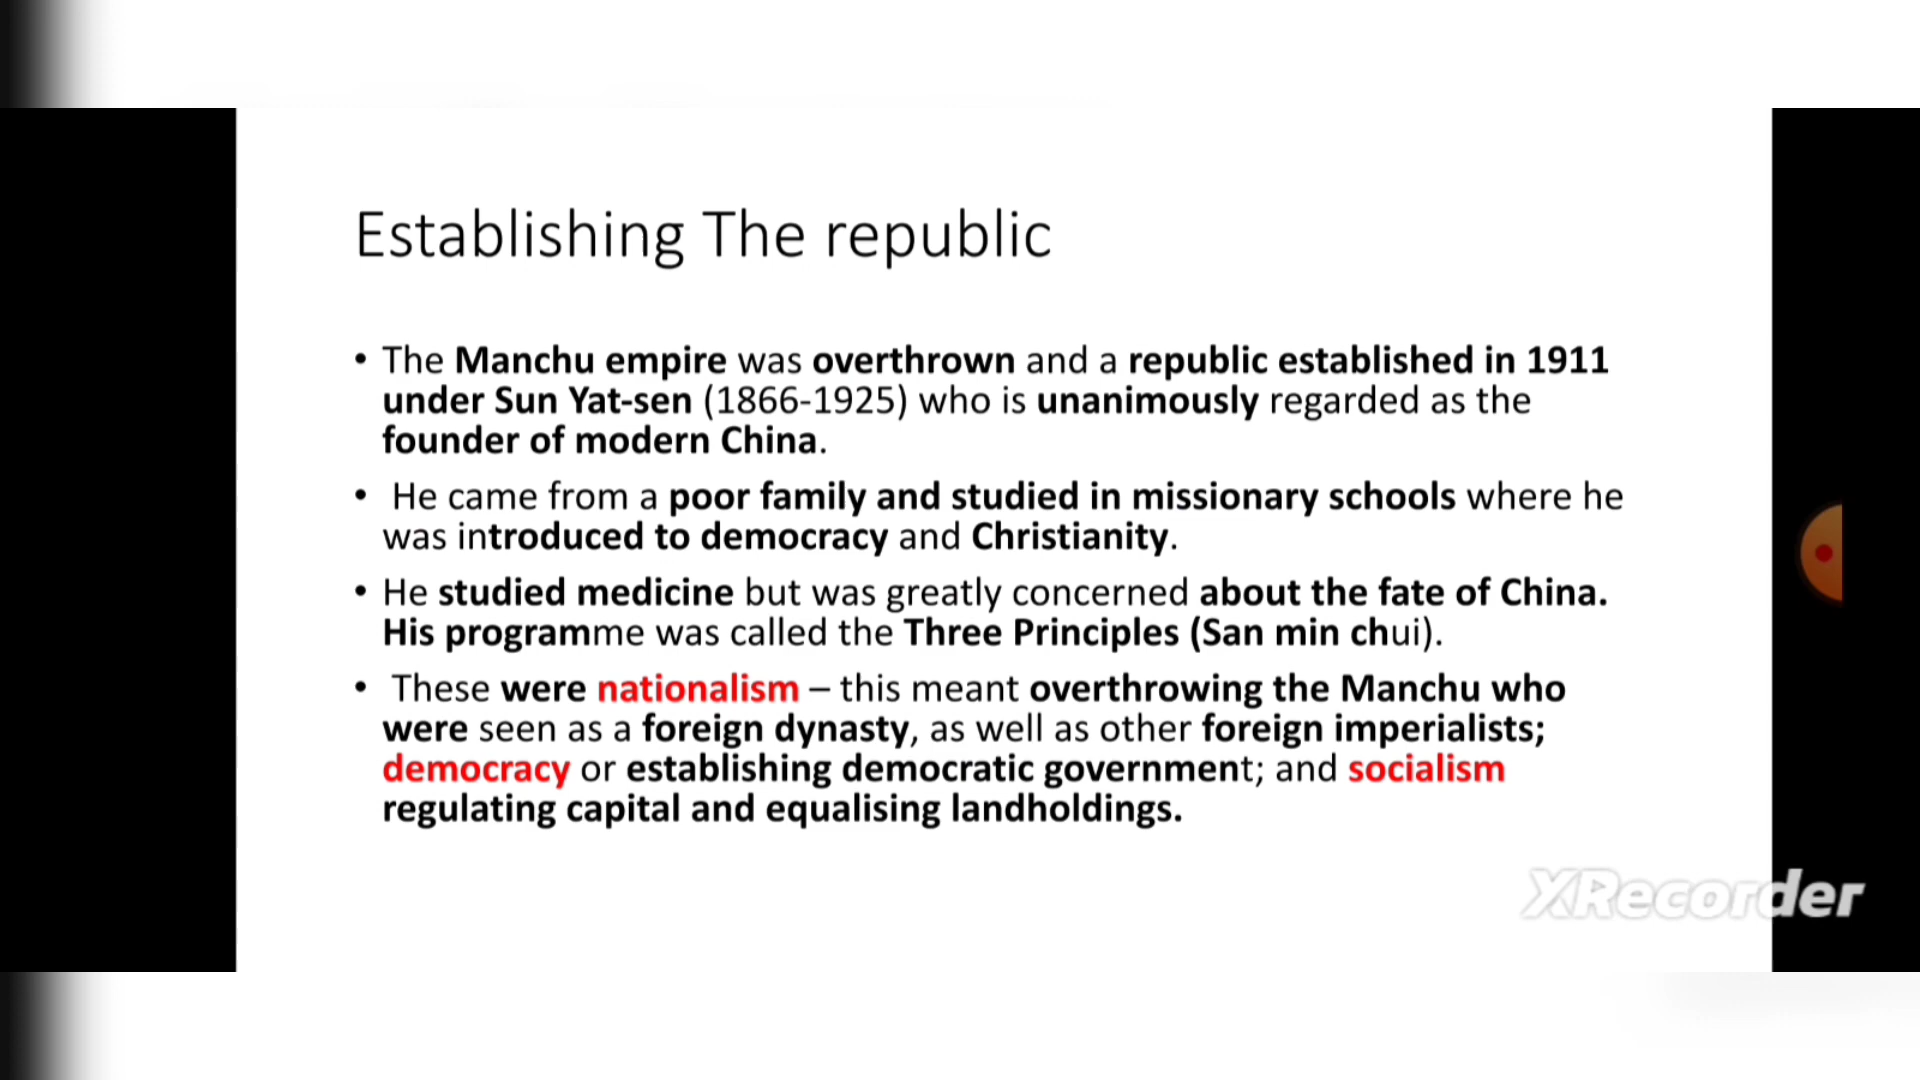 Establishing The republic
• The Manchu empire was overthrown and a republic established in 1911
under Sun Yat-sen (1866-1925) who is unanimously regarded as the
founder of modern China.
• He came from a poor family and studied in missionary schools where he
was introduced to democracy and Christianity.
• He studied medicine but was greatly concerned about the fate of China.
His programme was called the Three Principles (San min chui).
• These were nationalism – this meant overthrowing the Manchu who
were seen as a foreign dynasty, as well as other foreign imperialists;
democracy or establishing democratic government; and socialism
regulating capital and equalising landholdings.
XRecorder